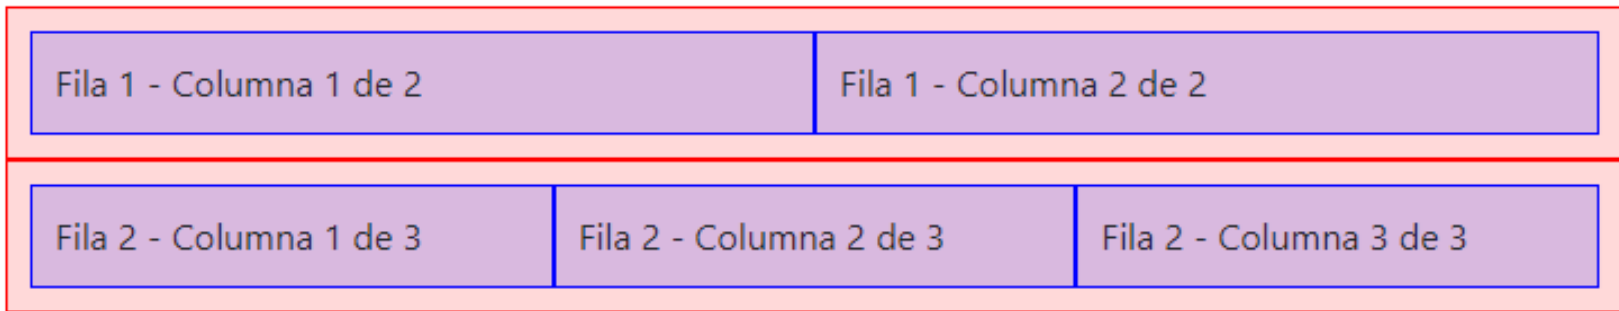 Fila 1 - Columna 1 de 2
Fila 1 - Columna 2 de 2
Fila 2 - Columna 1 de 3
Fila 2 - Columna 2 de 3
Fila 2 - Columna 3 de 3